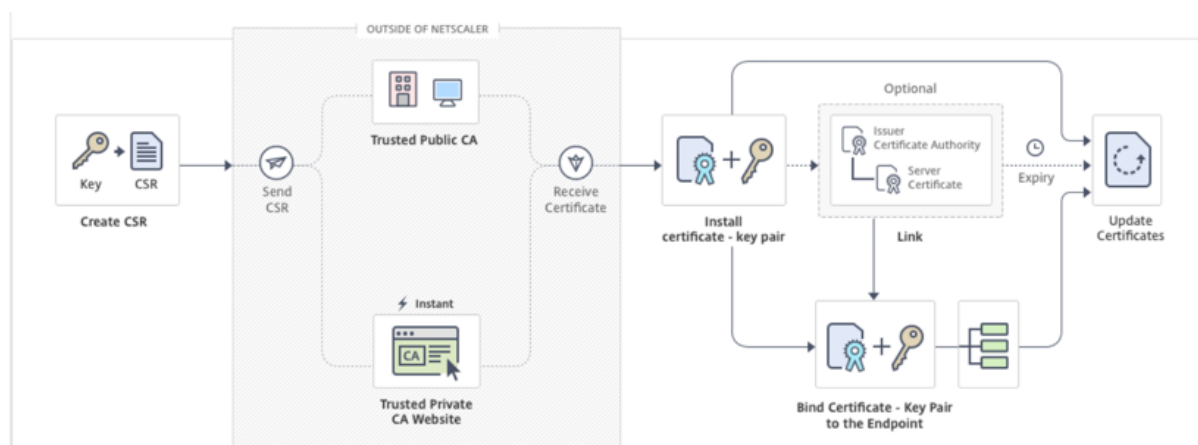 OUTSIDE OF NETSCALER
Key
CSR
Create CSR
Send
CSR
Trusted Public CA
Instant
CA
Trusted Private
CA Website
Receive
Certificate
Install
certificate - key pair
Optional
Issuer
Certificate Authority
Server
Certificate
Link
Expiry
Update
Certificates
Bind Certificate - Key Pair
to the Endpoint